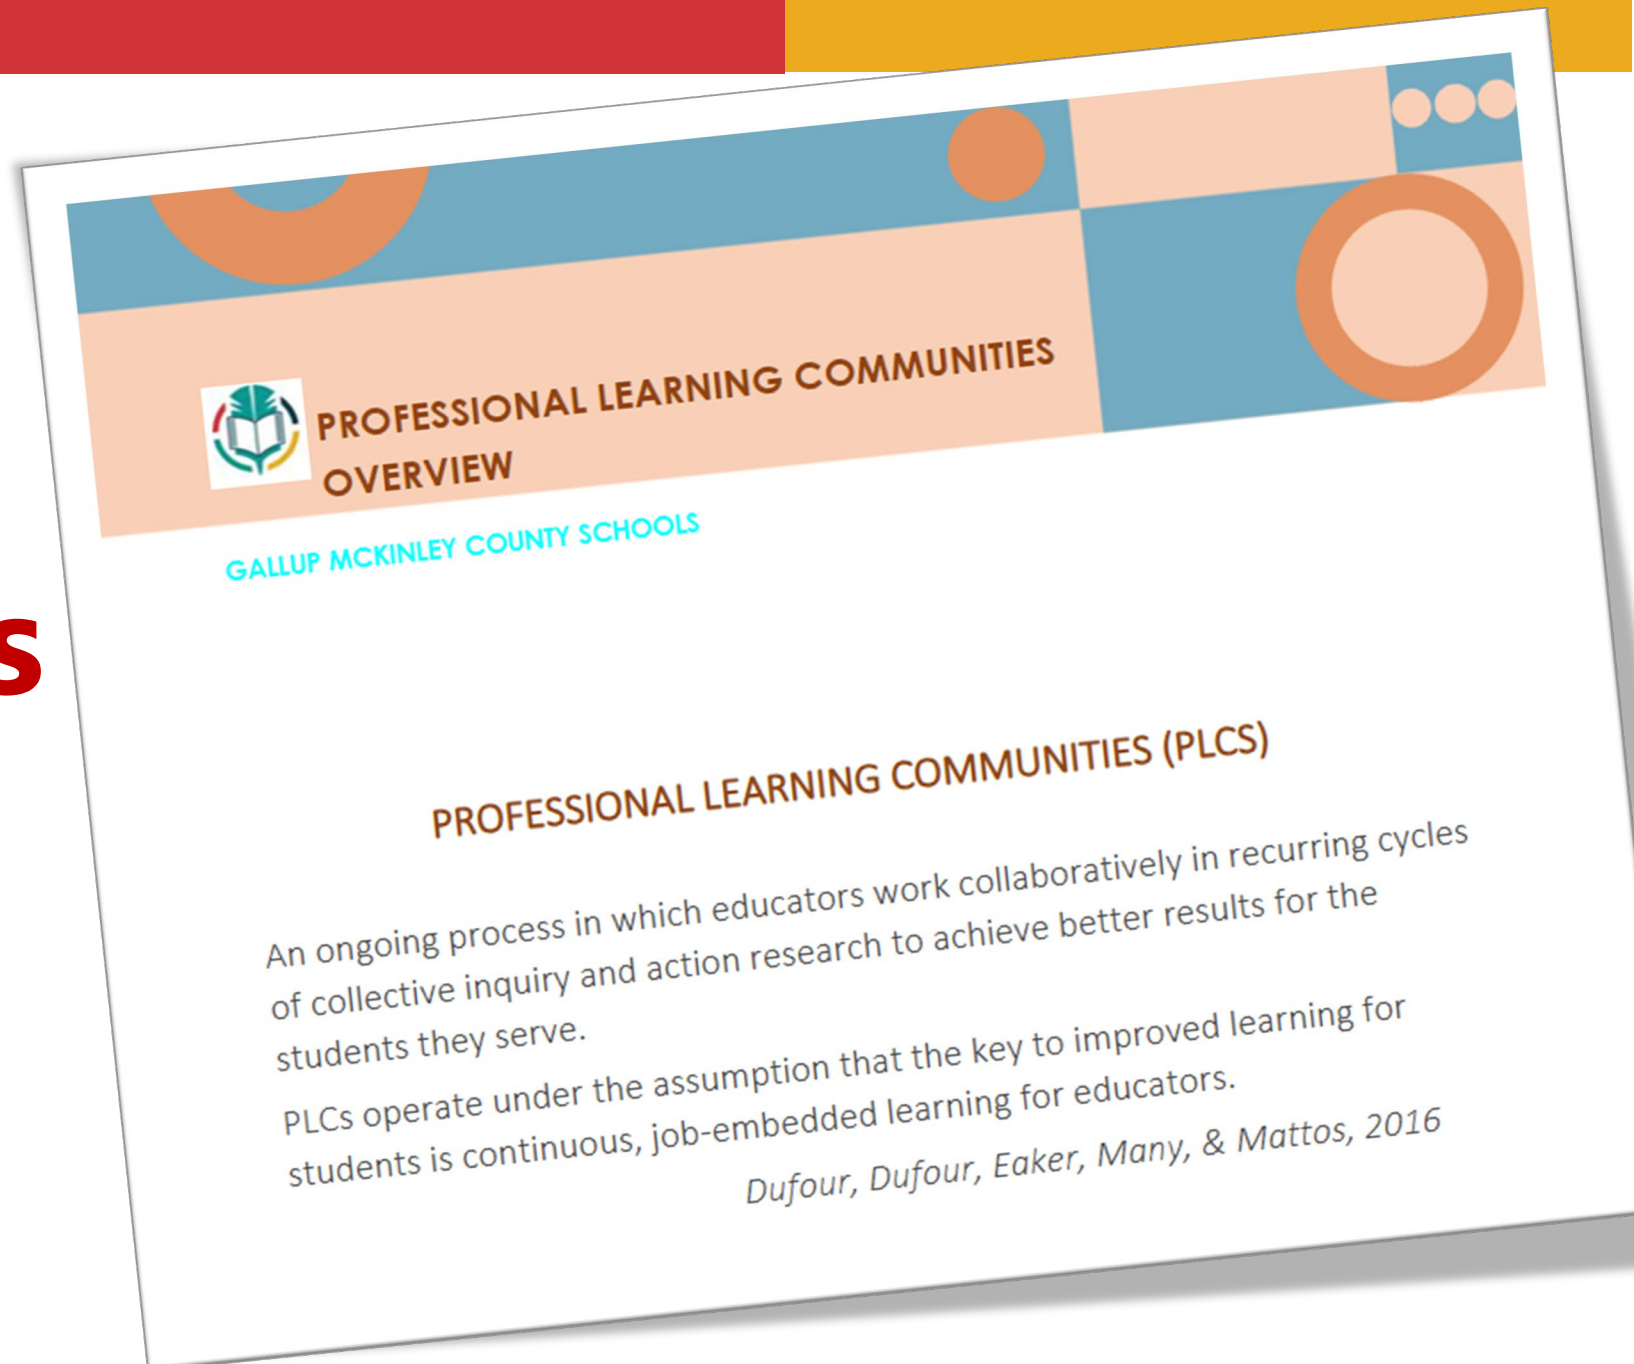 PROFESSIONAL LEARNING COMMUNITIES
OVERVIEW
GALLUP MCKINLEY COUNTY SCHOOLS
s
PROFESSIONAL LEARNING COMMUNITIES (PLCS)
An ongoing process in which educators work collaboratively in recurring cycles
of collective inquiry and action research to achieve better results for the
students they serve.
PLCs operate under the assumption that the key to improved learning for
students is continuous, job-embedded learning for educators.
Dufour, Dufour, Eaker, Many, & Mattos, 2016